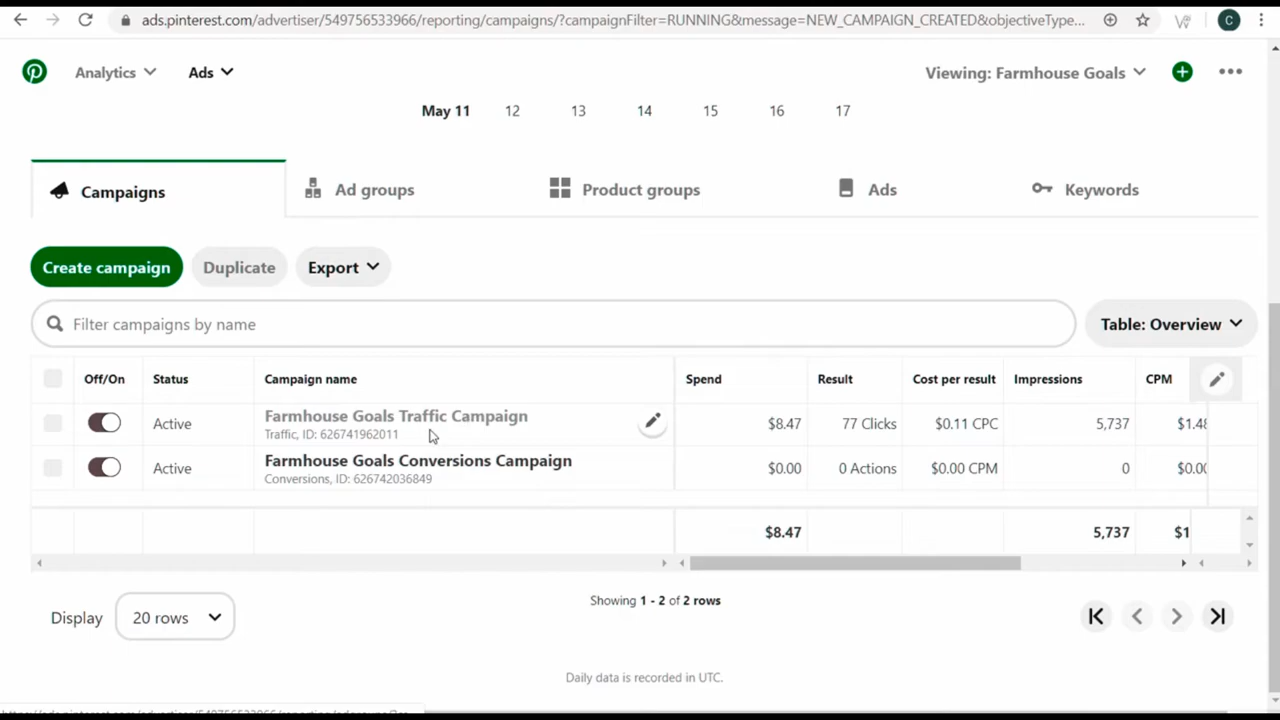 ads.pinterest.com/advertiser/549756533966/reporting/campaigns/?campaignFilter=RUNNING&message=NEW_CAMPAIGN_CREATED&objectiveType...
C
Analytics
Ads
Viewing: Farmhouse Goals
May 11 12 13 14 15 16 17
Campaigns
Ad groups
Product groups
Ads
Keywords
Create campaign
Duplicate
Export
Filter campaigns by name
Table: Overview
Off/On Status Campaign name Spend Result Cost per result Impressions CPM
Active Farmhouse Goals Traffic Campaign $8.47 77 Clicks $0.11 CPC 5,737 $1.48
Traffic, ID: 626741962011
Active Farmhouse Goals Conversions Campaign $0.00 0 Actions $0.00 CPM 0 $0.00
Conversions, ID: 626742036849
$8.47 5,737 $1
Showing 1 - 2 of 2 rows
Display 20 rows
Daily data is recorded in UTC.